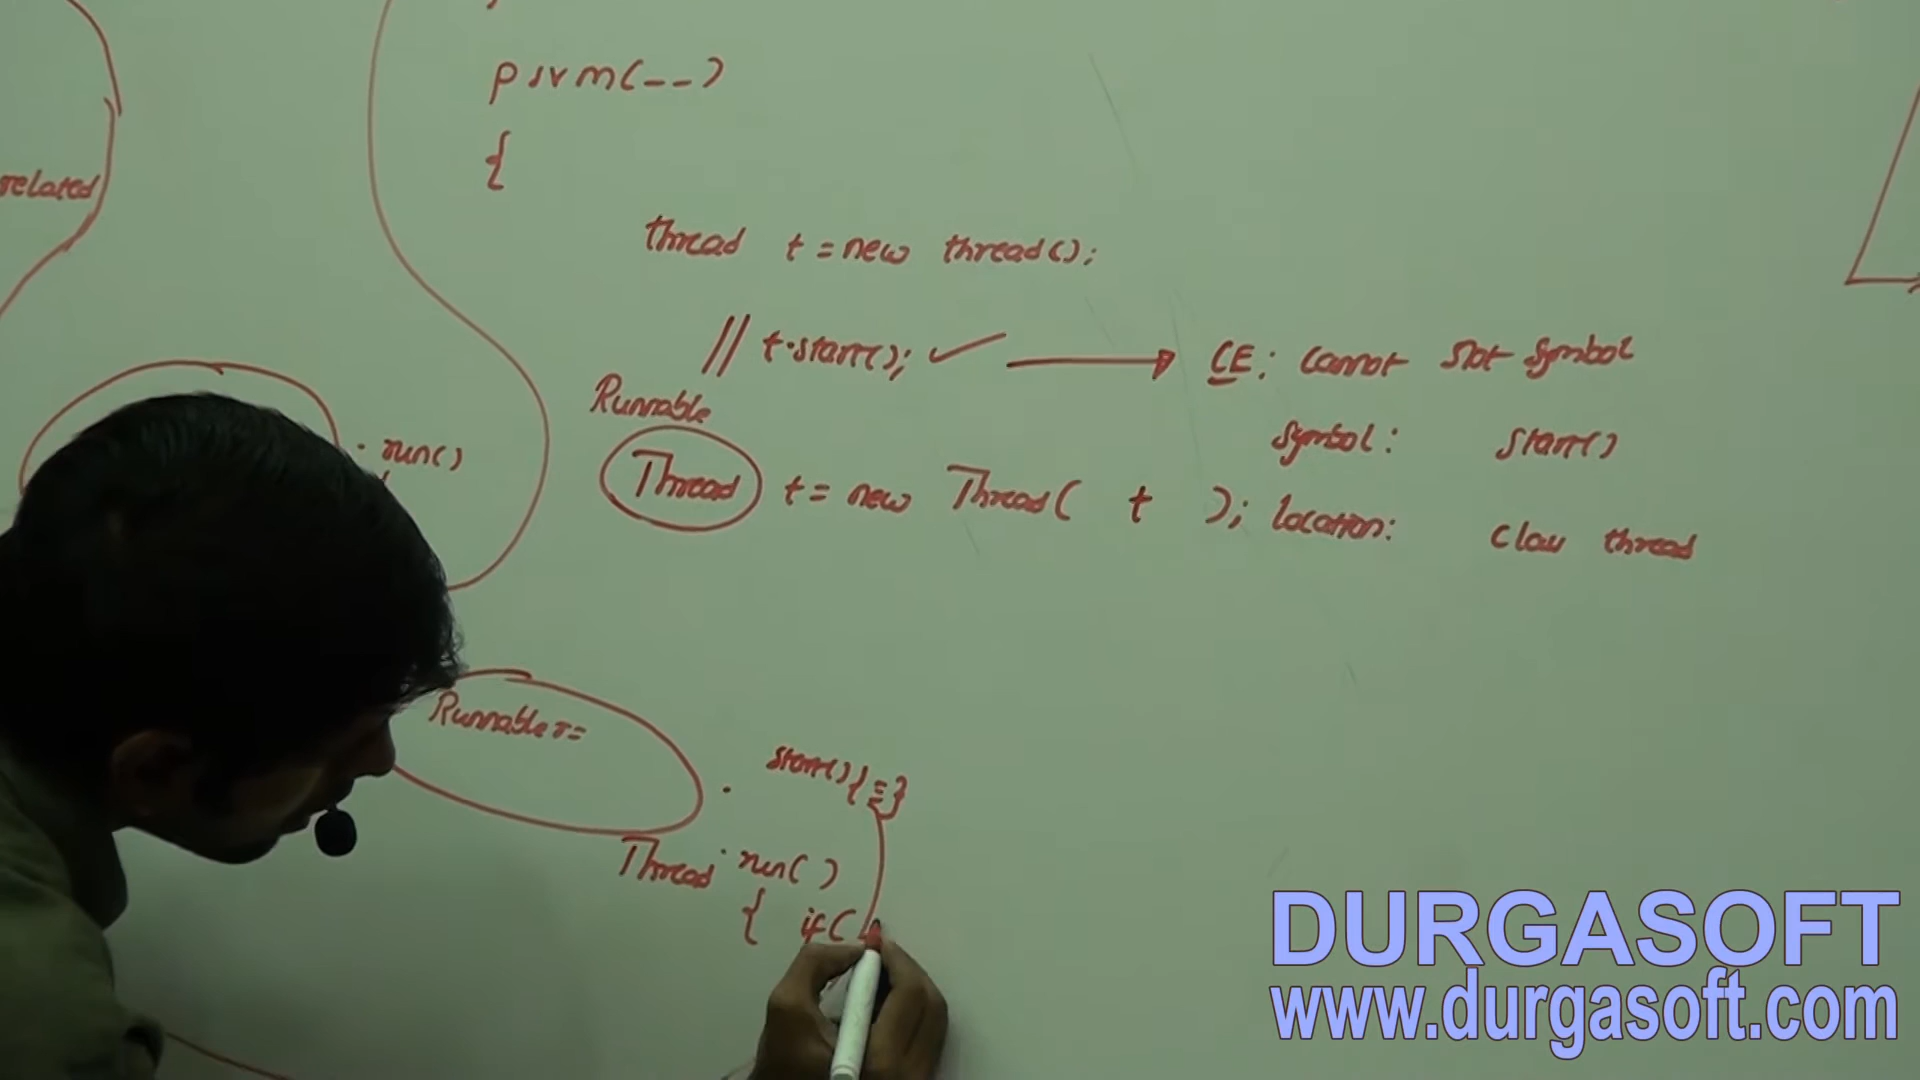 psvm(--)
{
related
thread t = new thread();
// t.start(); ✓ → CE: cannot symbol
Runnable
symbol: start()
. run()
Thread t = new Thread( t ); location: class thread
Runnable r=
. start(){≡}
Thread . run( )
{ if(
DURGASOFT
www.durgasoft.com